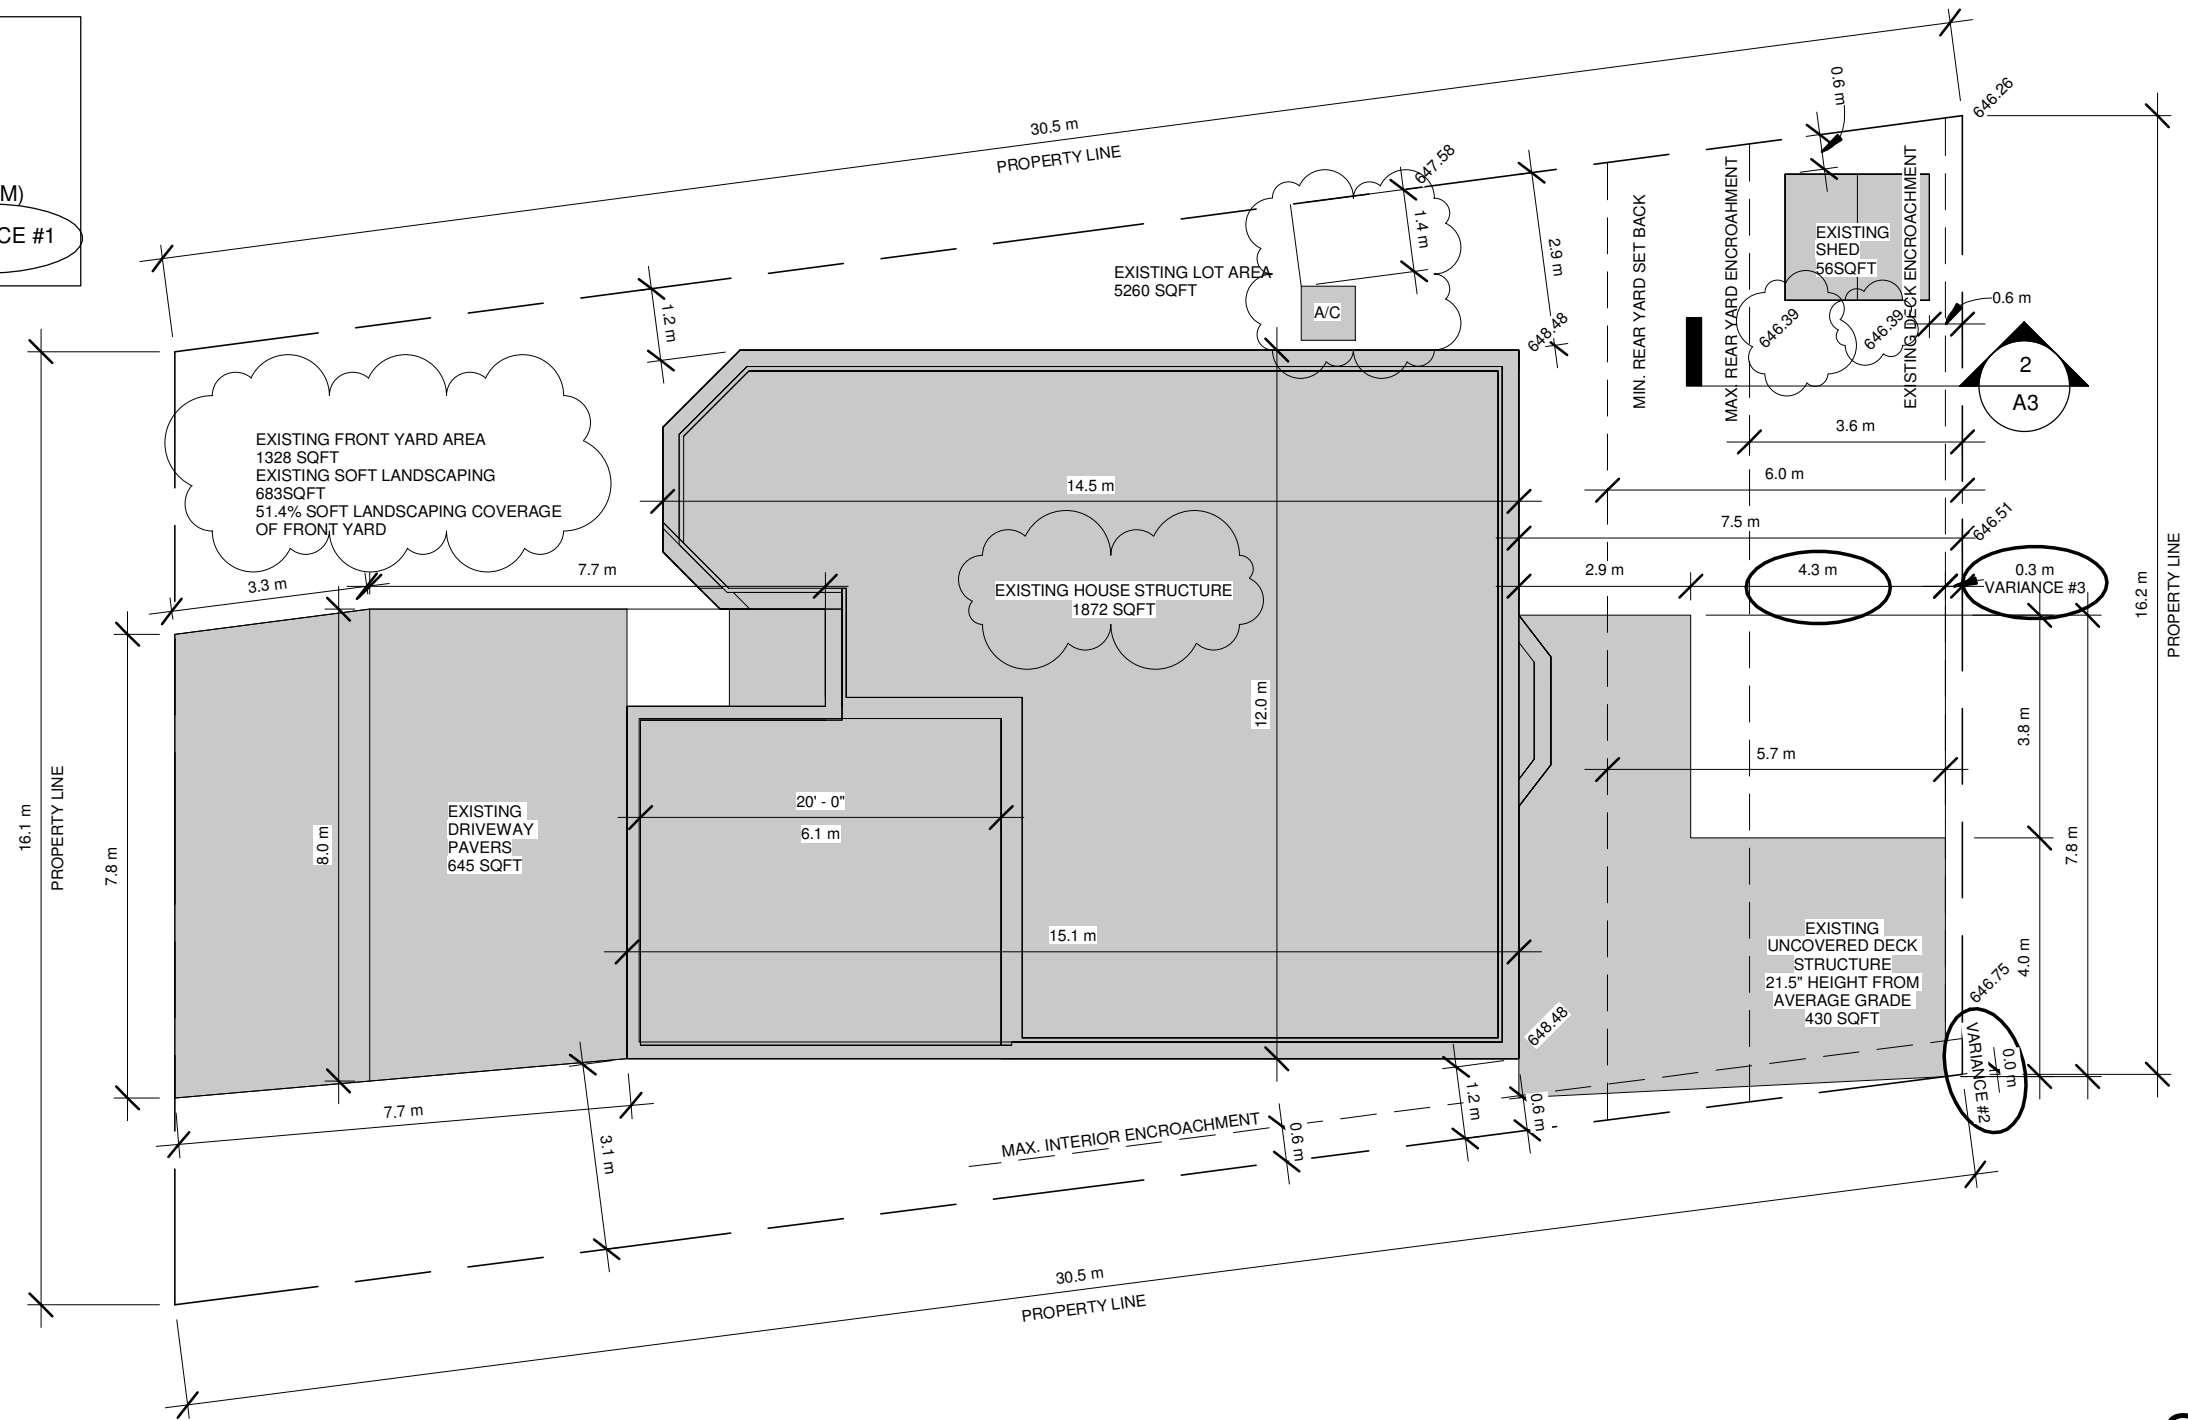 M)
CE #1
30.5 m
PROPERTY LINE
0.6 m
646.26
647.58
1.4 m
2.9 m
648.48
1.2 m
EXISTING LOT AREA
5260 SQFT
A/C
MIN. REAR YARD SET BACK
MAX. REAR YARD ENCROAHMENT
EXISTING DECK ENCROACHMENT
EXISTING
SHED
56SQFT
646.39
646.39
0.6 m
2
A3
3.6 m
6.0 m
7.5 m
646.51
EXISTING FRONT YARD AREA
1328 SQFT
EXISTING SOFT LANDSCAPING
683SQFT
51.4% SOFT LANDSCAPING COVERAGE
OF FRONT YARD
14.5 m
3.3 m
7.7 m
EXISTING HOUSE STRUCTURE
1872 SQFT
2.9 m
4.3 m
0.3 m
VARIANCE #3
16.2 m
PROPERTY LINE
12.0 m
3.8 m
5.7 m
16.1 m
PROPERTY LINE
7.8 m
8.0 m
EXISTING
DRIVEWAY
PAVERS
645 SQFT
20' - 0"
6.1 m
15.1 m
7.8 m
4.0 m
EXISTING
UNCOVERED DECK
STRUCTURE
21.5" HEIGHT FROM
AVERAGE GRADE
430 SQFT
646.75
648.48
VARIANCE #2
0.0 m
7.7 m
3.1 m
MAX. INTERIOR ENCROACHMENT
0.6 m
1.2 m
0.6 m
30.5 m
PROPERTY LINE